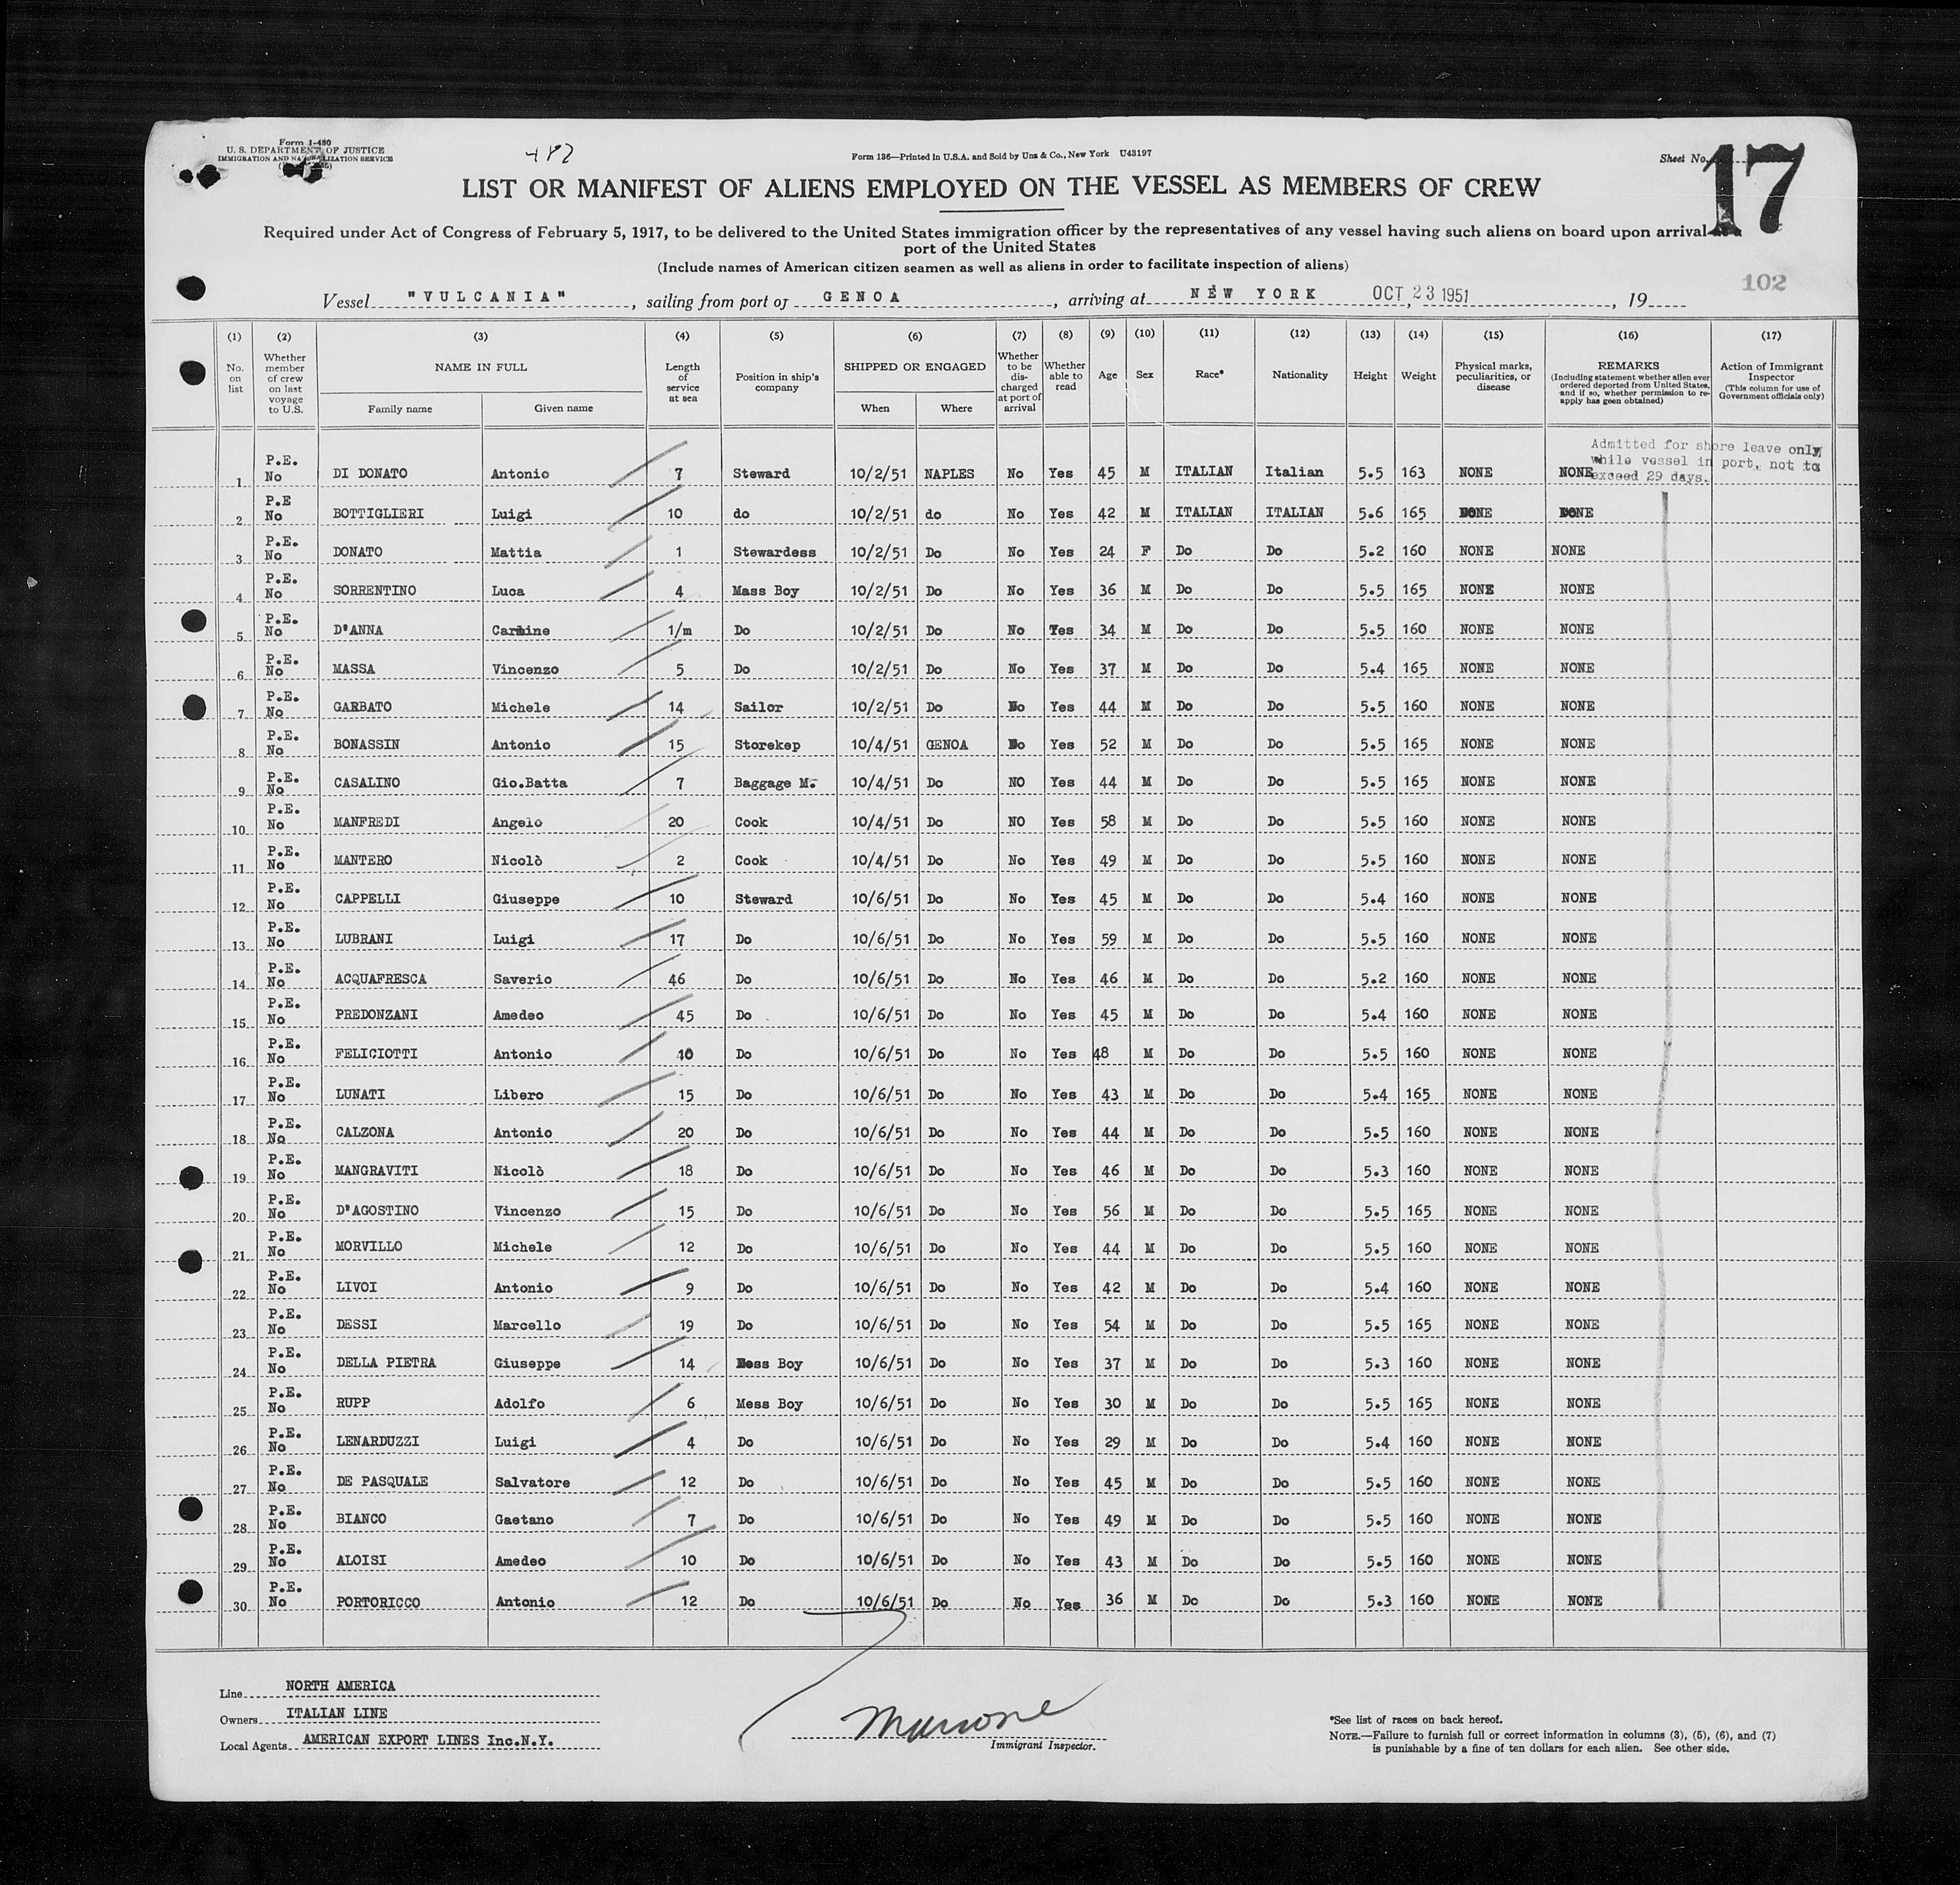 Form I-480
U. S. DEPARTMENT OF JUSTICE
IMMIGRATION AND NATURALIZATION SERVICE
Form 136—Printed in U.S.A. and Sold by Unz & Co., New York U43197
Sheet No. 17
LIST OR MANIFEST OF ALIENS EMPLOYED ON THE VESSEL AS MEMBERS OF CREW
Required under Act of Congress of February 5, 1917, to be delivered to the United States immigration officer by the representatives of any vessel having such aliens on board upon arrival
port of the United States
(Include names of American citizen seamen as well as aliens in order to facilitate inspection of aliens)
102
Vessel "VULCANIA", sailing from port of GENOA, arriving at NEW YORK OCT 23 1951, 19
(1) (2) (3) (4) (5) (6) (7) (8) (9) (10) (11) (12) (13) (14) (15) (16) (17)
No. on list
Whether member of crew on last voyage to U.S.
NAME IN FULL
Family name Given name
Length of service at sea
Position in ship's company
SHIPPED OR ENGAGED
When Where
Whether to be discharged at port of arrival
Whether able to read
Age
Sex
Race*
Nationality
Height
Weight
Physical marks, peculiarities, or disease
REMARKS
(Including statement whether alien ever ordered deported from United States, and if so, whether permission to re-apply has geen obtained)
Action of Immigrant Inspector
(This column for use of Government officials only)
Admitted for shore leave only
while vessel in port, not to
exceed 29 days.
1 P.E. No DI DONATO Antonio 7 Steward 10/2/51 NAPLES No Yes 45 M ITALIAN Italian 5.5 163 NONE NONE
2 P.E No BOTTIGLIERI Luigi 10 do 10/2/51 do No Yes 42 M ITALIAN ITALIAN 5.6 165 NONE NONE
3 P.E. No DONATO Mattia 1 Stewardess 10/2/51 Do No Yes 24 F Do Do 5.2 160 NONE NONE
4 P.E. No SORRENTINO Luca 4 Mass Boy 10/2/51 Do No Yes 36 M Do Do 5.5 165 NONE NONE
5 P.E. No D'ANNA Carmine 1/m Do 10/2/51 Do No Yes 34 M Do Do 5.5 160 NONE NONE
6 P.E. No MASSA Vincenzo 5 Do 10/2/51 Do No Yes 37 M Do Do 5.4 165 NONE NONE
7 P.E. No GARBATO Michele 14 Sailor 10/2/51 Do No Yes 44 M Do Do 5.5 160 NONE NONE
8 P.E. No BONASSIN Antonio 15 Storekep 10/4/51 GENOA No Yes 52 M Do Do 5.5 165 NONE NONE
9 P.E. No CASALINO Gio.Batta 7 Baggage M. 10/4/51 Do NO Yes 44 M Do Do 5.5 165 NONE NONE
10 P.E. No MANFREDI Angelo 20 Cook 10/4/51 Do NO Yes 58 M Do Do 5.5 160 NONE NONE
11 P.E. No MANTERO Nicolò 2 Cook 10/4/51 Do No Yes 49 M Do Do 5.5 160 NONE NONE
12 P.E. No CAPPELLI Giuseppe 10 Steward 10/6/51 Do No Yes 45 M Do Do 5.4 160 NONE NONE
13 P.E. No LUBRANI Luigi 17 Do 10/6/51 Do No Yes 59 M Do Do 5.5 160 NONE NONE
14 P.E. No ACQUAFRESCA Saverio 46 Do 10/6/51 Do No Yes 46 M Do Do 5.2 160 NONE NONE
15 P.E. No PREDONZANI Amedeo 45 Do 10/6/51 Do No Yes 45 M Do Do 5.4 160 NONE NONE
16 P.E. No FELICIOTTI Antonio 10 Do 10/6/51 Do No Yes 48 M Do Do 5.5 160 NONE NONE
17 P.E. No LUNATI Libero 15 Do 10/6/51 Do No Yes 43 M Do Do 5.4 165 NONE NONE
18 P.E. No CALZONA Antonio 20 Do 10/6/51 Do No Yes 44 M Do Do 5.5 160 NONE NONE
19 P.E. No MANGRAVITI Nicolò 18 Do 10/6/51 Do No Yes 46 M Do Do 5.3 160 NONE NONE
20 P.E. No D'AGOSTINO Vincenzo 15 Do 10/6/51 Do No Yes 56 M Do Do 5.5 165 NONE NONE
21 P.E. No MORVILLO Michele 12 Do 10/6/51 Do No Yes 44 M Do Do 5.5 160 NONE NONE
22 P.E. No LIVOI Antonio 9 Do 10/6/51 Do No Yes 42 M Do Do 5.4 160 NONE NONE
23 P.E. No DESSI Marcello 19 Do 10/6/51 Do No Yes 54 M Do Do 5.5 165 NONE NONE
24 P.E. No DELLA PIETRA Giuseppe 14 Mess Boy 10/6/51 Do No Yes 37 M Do Do 5.3 160 NONE NONE
25 P.E. No RUPP Adolfo 6 Mess Boy 10/6/51 Do No Yes 30 M Do Do 5.5 165 NONE NONE
26 P.E. No LENARDUZZI Luigi 4 Do 10/6/51 Do No Yes 29 M Do Do 5.4 160 NONE NONE
27 P.E. No DE PASQUALE Salvatore 12 Do 10/6/51 Do No Yes 45 M Do Do 5.5 160 NONE NONE
28 P.E. No BIANCO Gaetano 7 Do 10/6/51 Do No Yes 49 M Do Do 5.5 160 NONE NONE
29 P.E. No ALOISI Amedeo 10 Do 10/6/51 Do No Yes 43 M Do Do 5.5 160 NONE NONE
30 P.E. No PORTORICCO Antonio 12 Do 10/6/51 Do No Yes 36 M Do Do 5.3 160 NONE NONE
Line NORTH AMERICA
Owners ITALIAN LINE
Local Agents AMERICAN EXPORT LINES Inc.N.Y.
Immigrant Inspector.
*See list of races on back hereof.
NOTE.—Failure to furnish full or correct information in columns (3), (5), (6), and (7)
is punishable by a fine of ten dollars for each alien. See other side.